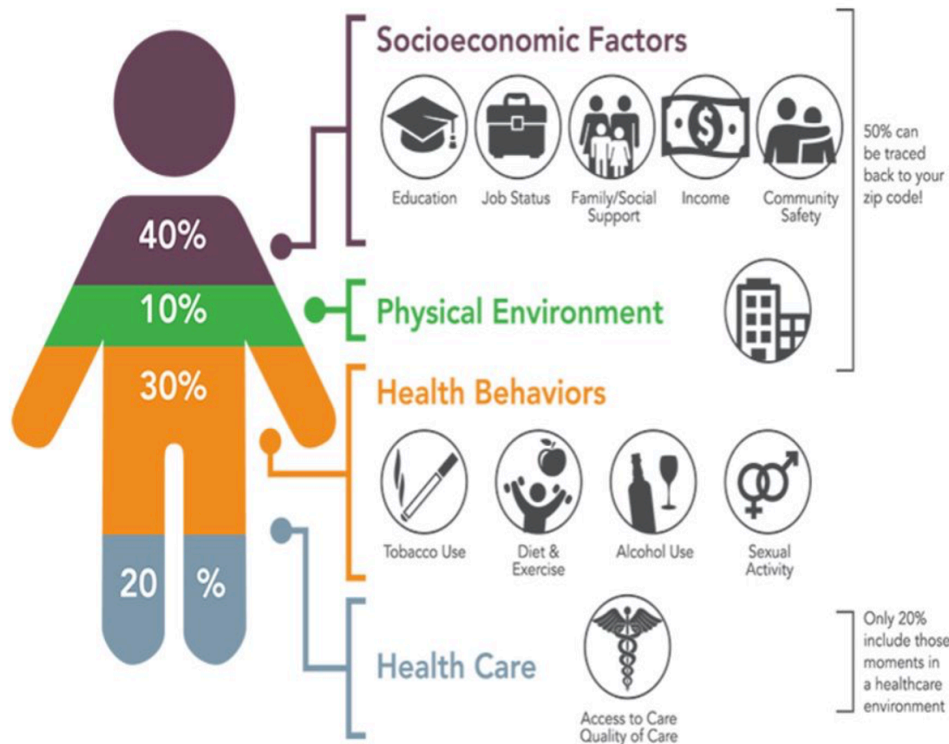 Socioeconomic Factors
Education
Job Status
Family/Social
Support
Income
Community
Safety
50% can
be traced
back to your
zip code!
40%
10%
Physical Environment
30%
Health Behaviors
Tobacco Use
Diet &
Exercise
Alcohol Use
Sexual
Activity
20 %
Health Care
Access to Care
Quality of Care
Only 20%
include those
moments in
a healthcare
environment